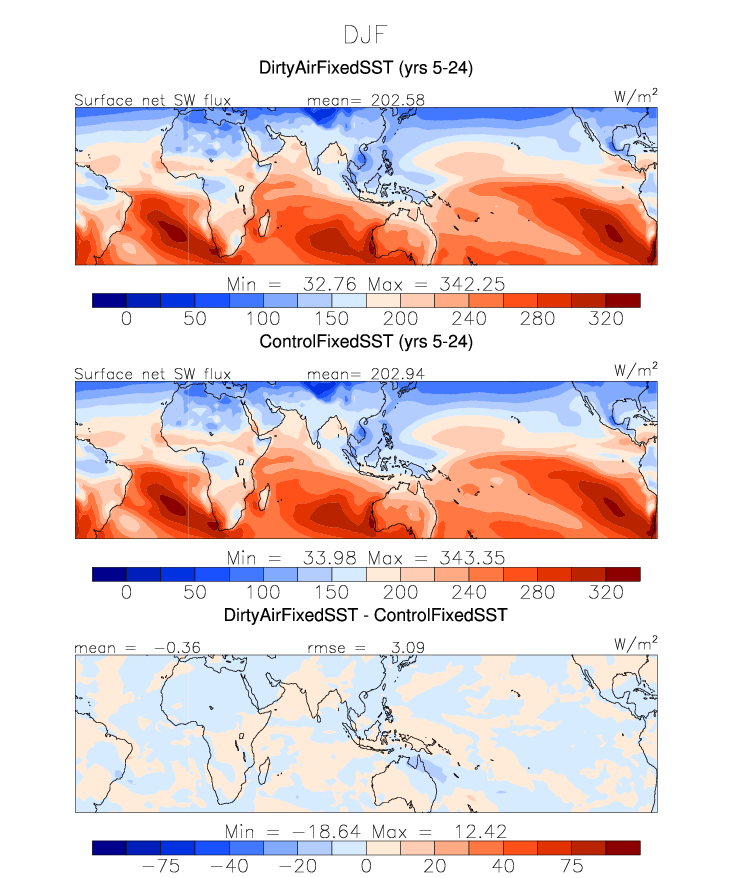 DJF
DirtyAirFixedSST (yrs 5-24)
Surface net SW flux mean= 202.58 W/m²
Min = 32.76 Max = 342.25
0 50 100 150 200 240 280 320
ControlFixedSST (yrs 5-24)
Surface net SW flux mean= 202.94 W/m²
Min = 33.98 Max = 343.35
0 50 100 150 200 240 280 320
DirtyAirFixedSST - ControlFixedSST
mean = -0.36 rmse = 3.09 W/m²
Min = -18.64 Max = 12.42
-75 -40 -20 0 20 40 75